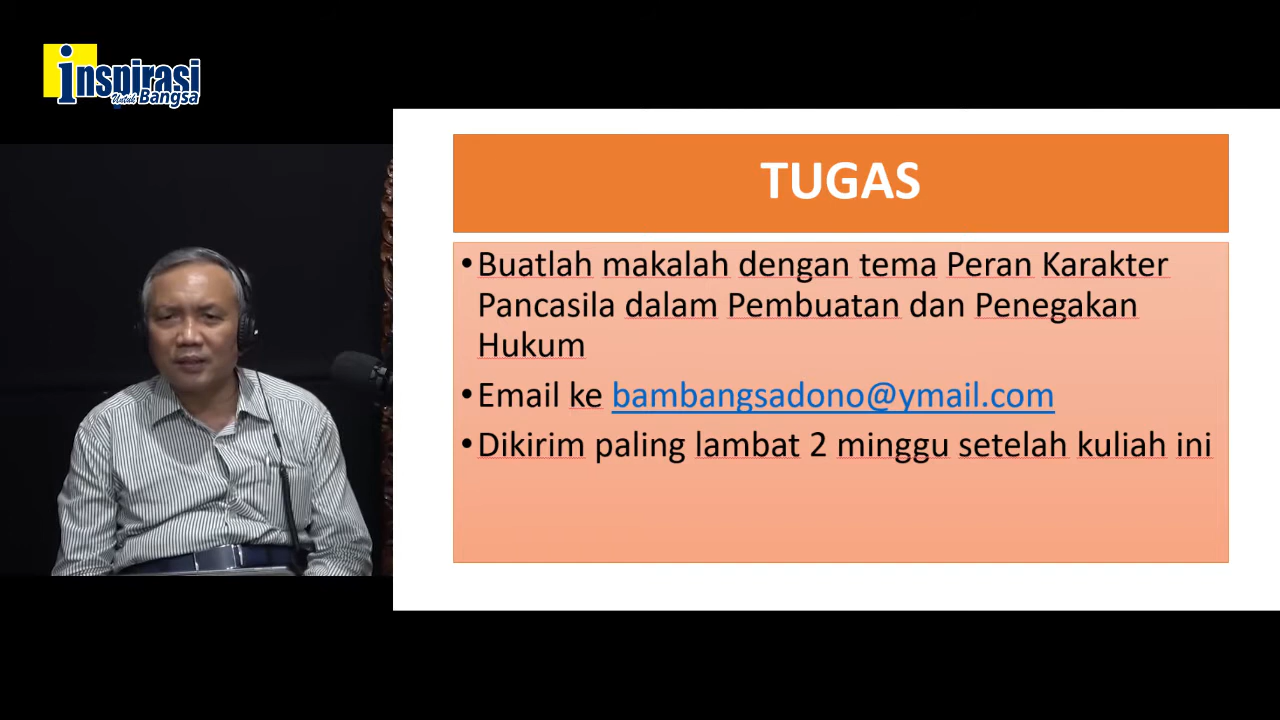 inspirasi
Untuk Bangsa
TUGAS
•Buatlah makalah dengan tema Peran Karakter
Pancasila dalam Pembuatan dan Penegakan
Hukum
•Email ke bambangsadono@ymail.com
•Dikirim paling lambat 2 minggu setelah kuliah ini